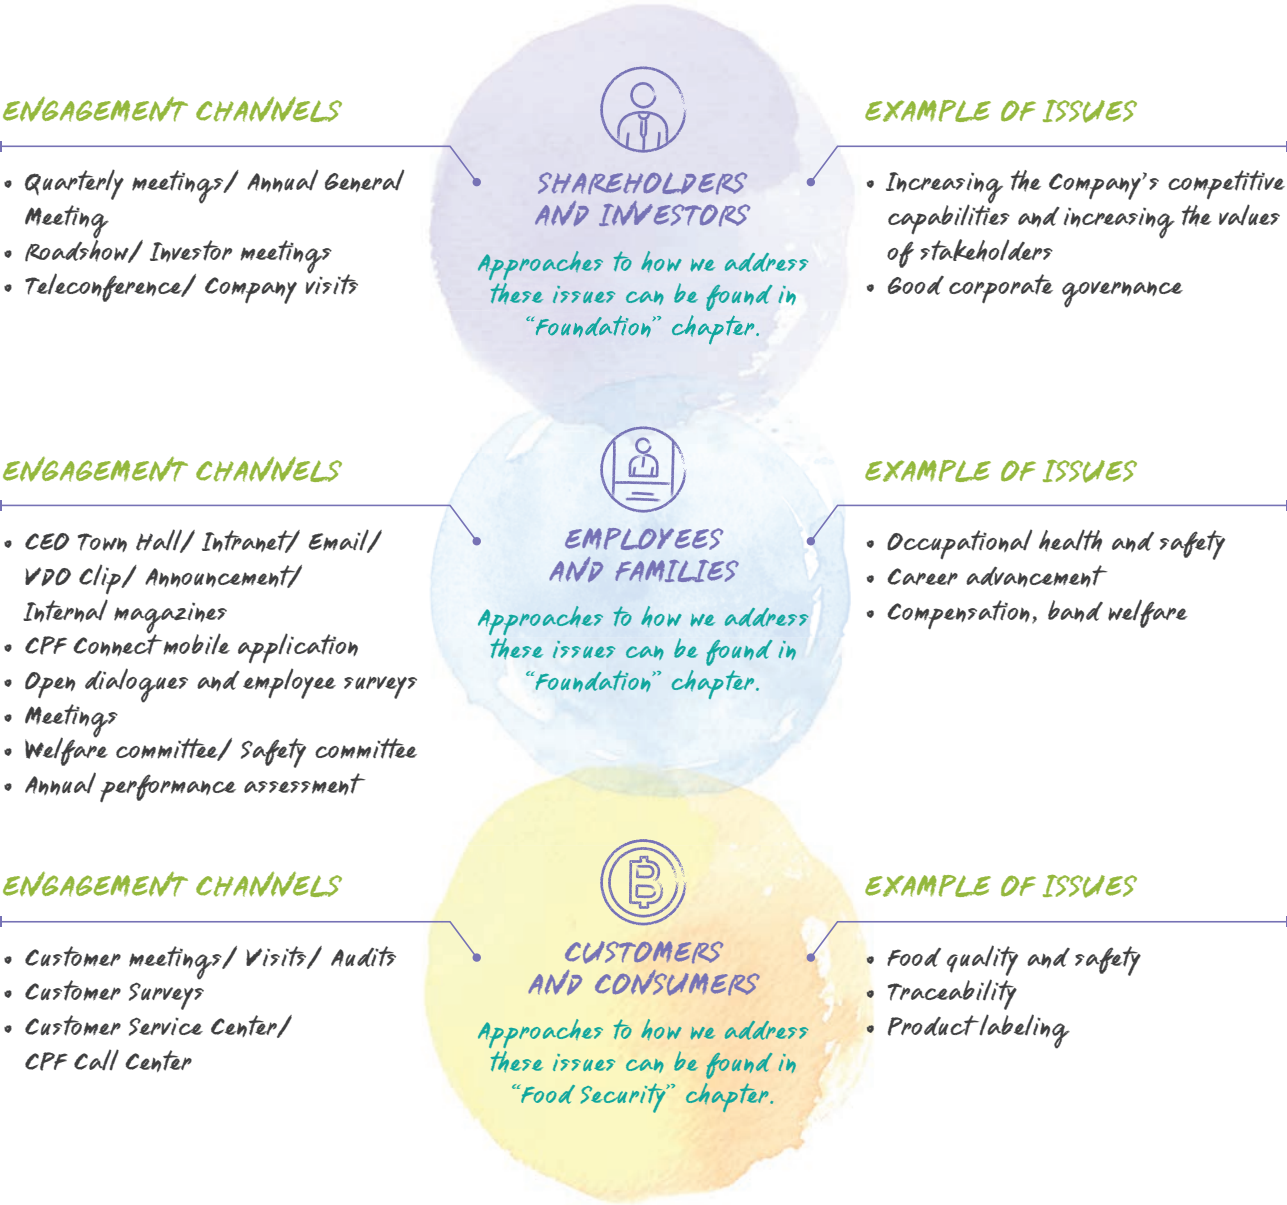 ENGAGEMENT CHANNELS
• Quarterly meetings/ Annual General
Meeting
• Roadshow/ Investor meetings
• Teleconference/ Company visits
SHAREHOLDERS
AND INVESTORS
Approaches to how we address
these issues can be found in
“Foundation” chapter.
EXAMPLE OF ISSUES
• Increasing the Company’s competitive
capabilities and increasing the values
of stakeholders
• Good corporate governance
ENGAGEMENT CHANNELS
• CEO Town Hall/ Intranet/ Email/
VDO Clip/ Announcement/
Internal magazines
• CPF Connect mobile application
• Open dialogues and employee surveys
• Meetings
• Welfare committee/ Safety committee
• Annual performance assessment
EMPLOYEES
AND FAMILIES
Approaches to how we address
these issues can be found in
“Foundation” chapter.
EXAMPLE OF ISSUES
• Occupational health and safety
• Career advancement
• Compensation, band welfare
ENGAGEMENT CHANNELS
• Customer meetings/ Visits/ Audits
• Customer Surveys
• Customer Service Center/
CPF Call Center
CUSTOMERS
AND CONSUMERS
Approaches to how we address
these issues can be found in
“Food Security” chapter.
EXAMPLE OF ISSUES
• Food quality and safety
• Traceability
• Product labeling